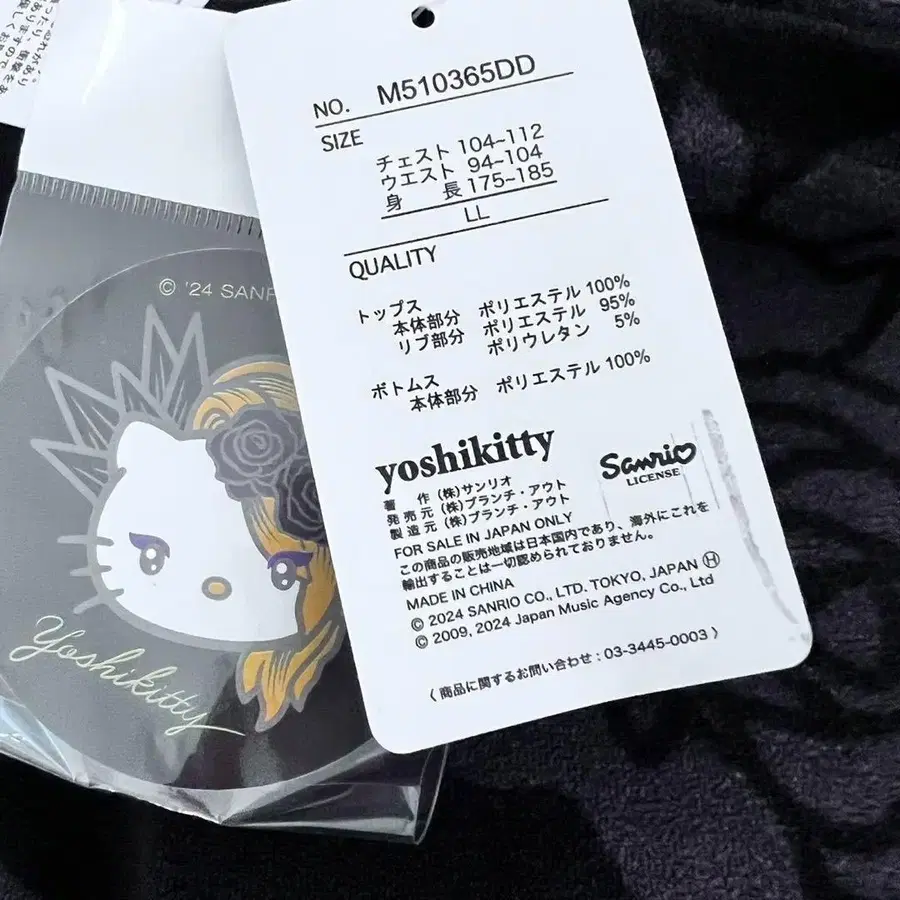 NO. M510365DD
SIZE
チェスト 104-112
ウエスト 94-104
身 長 175-185
LL
QUALITY
トップス
本体部分 ポリエステル 100%
リブ部分 ポリエステル 95%
ポリウレタン 5%
ボトムス
本体部分 ポリエステル 100%
yoshikitty
Sanrio
LICENSE
著 作 (株)サンリオ
発売元 (株)ブランチ・アウト
製造元 (株)ブランチ・アウト
FOR SALE IN JAPAN ONLY
この商品の販売地域は日本国内であり、海外にこれを
輸出することは一切認められておりません。
MADE IN CHINA
© 2024 SANRIO CO., LTD. TOKYO, JAPAN Ⓗ
© 2009, 2024 Japan Music Agency Co., Ltd
〈 商品に関するお問い合わせ : 03-3445-0003 〉
© '24 SANR
Yoshikitty